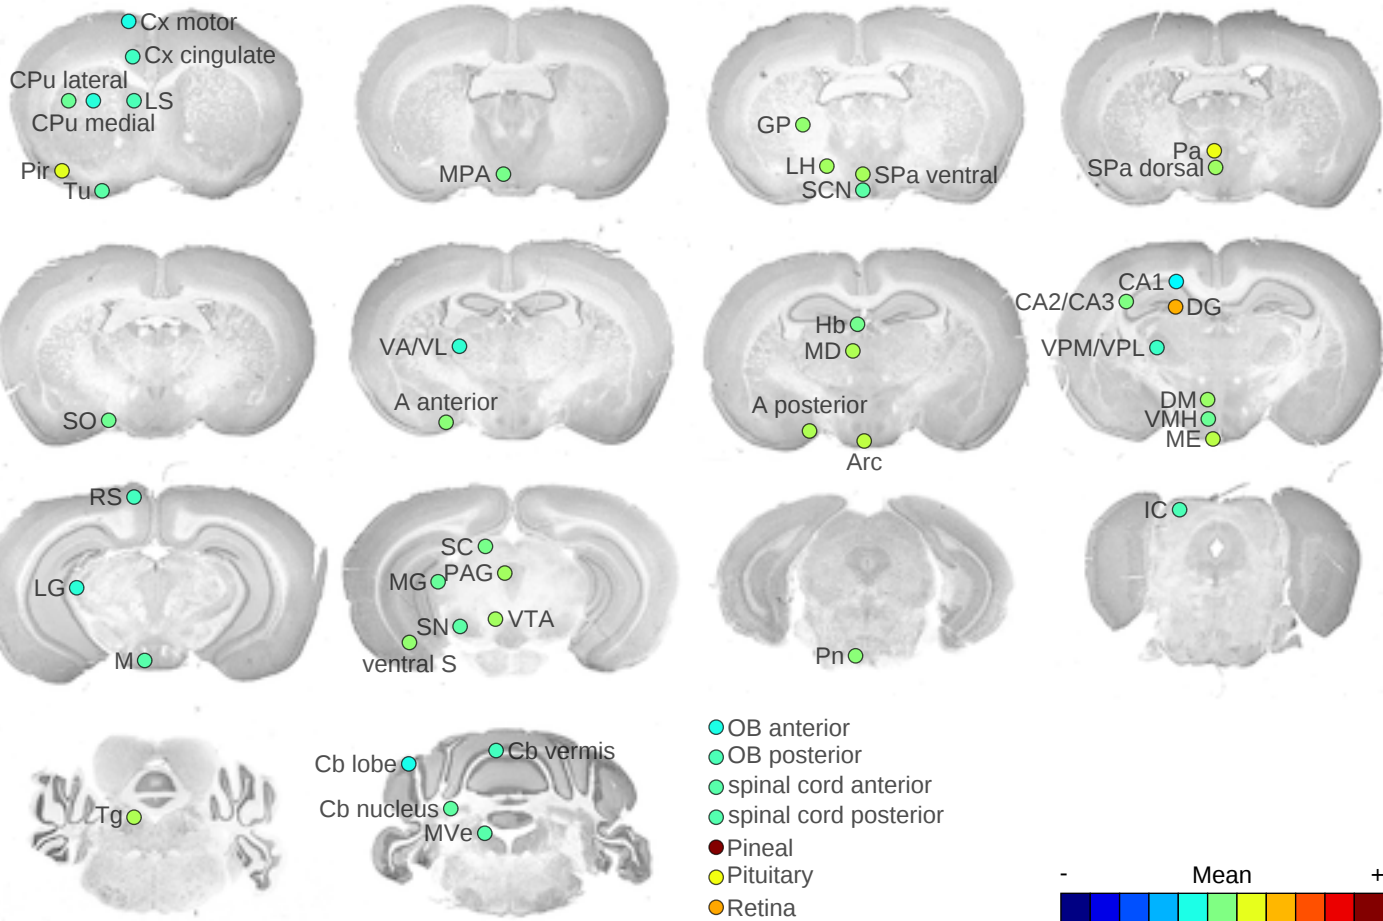 Cx motor
Cx cingulate
CPu lateral
LS
CPu medial
Pir
Tu
MPA
GP
LH
SPa ventral
SCN
Pa
SPa dorsal
SO
VA/VL
A anterior
Hb
MD
A posterior
Arc
CA1
CA2/CA3
DG
VPM/VPL
DM
VMH
ME
RS
LG
M
SC
PAG
MG
SN
VTA
ventral S
Pn
IC
Tg
Cb vermis
Cb lobe
Cb nucleus
MVe
OB anterior
OB posterior
spinal cord anterior
spinal cord posterior
Pineal
Pituitary
Retina
- Mean +